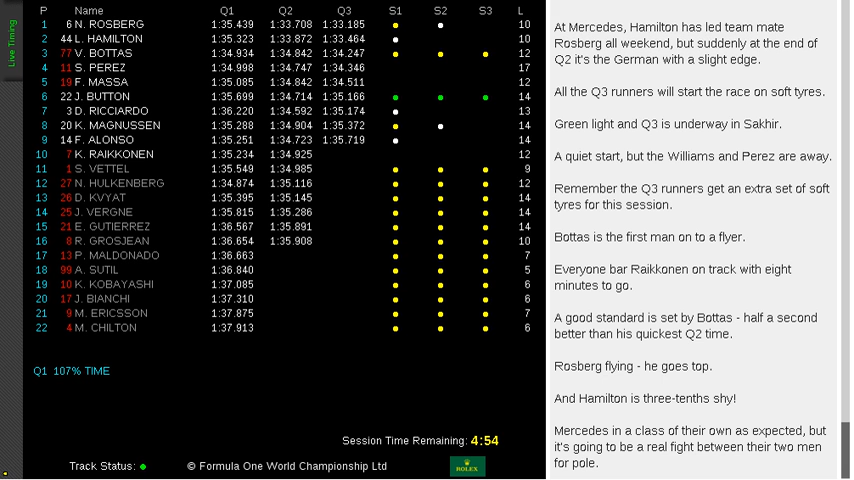 Live Timing
P Name Q1 Q2 Q3 S1 S2 S3 L
1 6 N. ROSBERG 1:35.439 1:33.708 1:33.185 10
2 44 L. HAMILTON 1:35.323 1:33.872 1:33.464 10
3 77 V. BOTTAS 1:34.934 1:34.842 1:34.247 12
4 11 S. PEREZ 1:34.998 1:34.747 1:34.346 17
5 19 F. MASSA 1:35.085 1:34.842 1:34.511 12
6 22 J. BUTTON 1:35.699 1:34.714 1:35.166 14
7 3 D. RICCIARDO 1:36.220 1:34.592 1:35.174 13
8 20 K. MAGNUSSEN 1:35.288 1:34.904 1:35.372 14
9 14 F. ALONSO 1:35.251 1:34.723 1:35.719 14
10 7 K. RAIKKONEN 1:35.234 1:34.925 12
11 1 S. VETTEL 1:35.549 1:34.985 9
12 27 N. HULKENBERG 1:34.874 1:35.116 12
13 26 D. KVYAT 1:35.395 1:35.145 14
14 25 J. VERGNE 1:35.815 1:35.286 14
15 21 E. GUTIERREZ 1:36.567 1:35.891 14
16 8 R. GROSJEAN 1:36.654 1:35.908 10
17 13 P. MALDONADO 1:36.663 7
18 99 A. SUTIL 1:36.840 5
19 10 K. KOBAYASHI 1:37.085 6
20 17 J. BIANCHI 1:37.310 6
21 9 M. ERICSSON 1:37.875 7
22 4 M. CHILTON 1:37.913 6
Q1 107% TIME
Session Time Remaining: 4:54
Track Status: © Formula One World Championship Ltd
ROLEX
At Mercedes, Hamilton has led team mate
Rosberg all weekend, but suddenly at the end of
Q2 it's the German with a slight edge.
All the Q3 runners will start the race on soft tyres.
Green light and Q3 is underway in Sakhir.
A quiet start, but the Williams and Perez are away.
Remember the Q3 runners get an extra set of soft
tyres for this session.
Bottas is the first man on to a flyer.
Everyone bar Raikkonen on track with eight
minutes to go.
A good standard is set by Bottas - half a second
better than his quickest Q2 time.
Rosberg flying - he goes top.
And Hamilton is three-tenths shy!
Mercedes in a class of their own as expected, but
it's going to be a real fight between their two men
for pole.